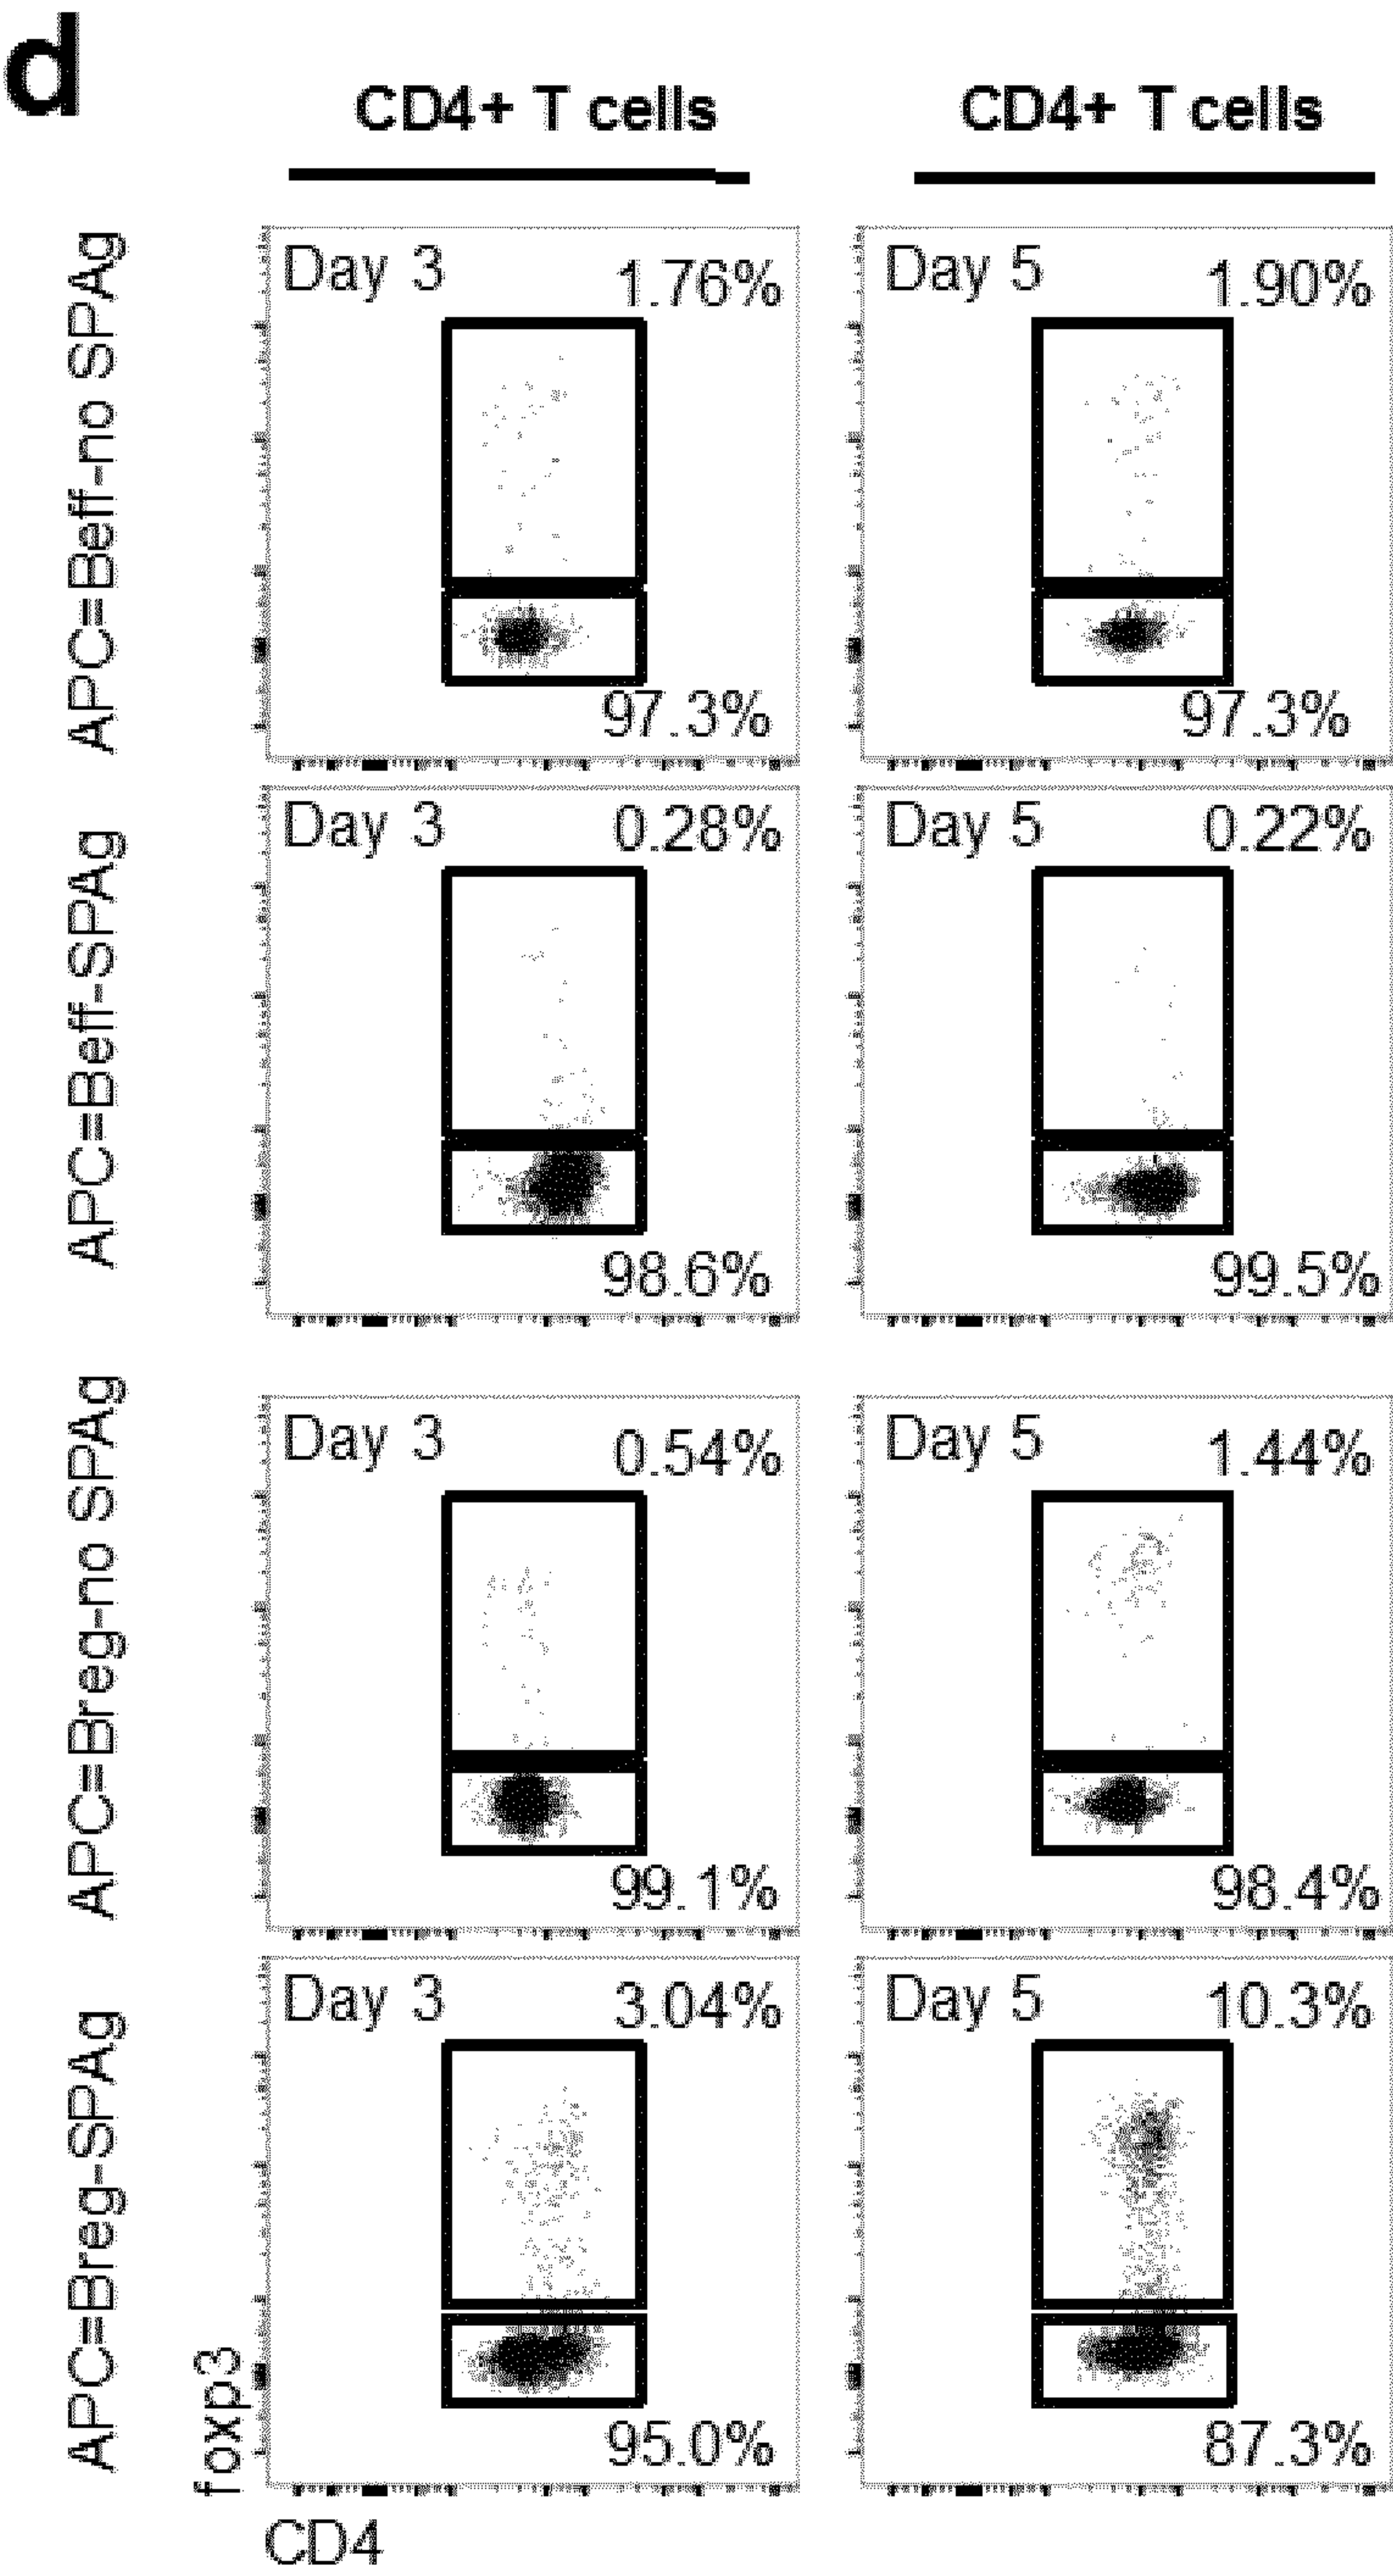 d
CD4+ T cells
CD4+ T cells
APC=Beff-no SPAg
Day 3
1.76%
97.3%
Day 5
1.90%
97.3%
APC=Beff-SPAg
Day 3
0.28%
98.6%
Day 5
0.22%
99.5%
APC=Breg-no SPAg
Day 3
0.54%
99.1%
Day 5
1.44%
98.4%
APC=Breg-SPAg
Day 3
3.04%
95.0%
Day 5
10.3%
87.3%
foxp3
CD4